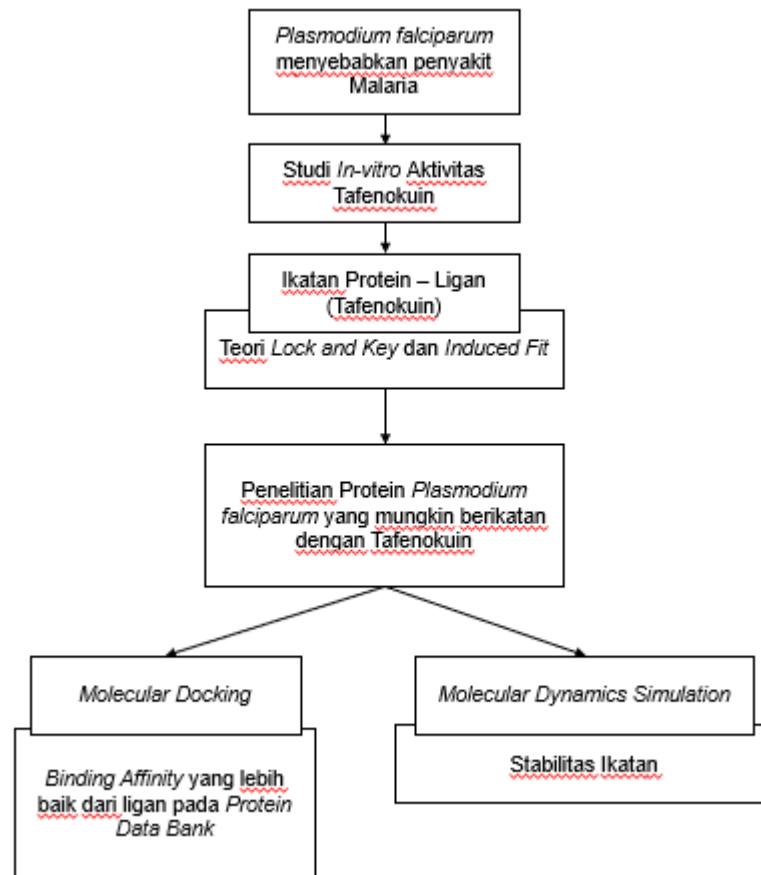 Plasmodium falciparum
menyebabkan penyakit
Malaria
Studi In-vitro Aktivitas
Tafenokuin
Ikatan Protein – Ligan
(Tafenokuin)
Teori Lock and Key dan Induced Fit
Penelitian Protein Plasmodium
falciparum yang mungkin berikatan
dengan Tafenokuin
Molecular Docking
Binding Affinity yang lebih
baik dari ligan pada Protein
Data Bank
Molecular Dynamics Simulation
Stabilitas Ikatan